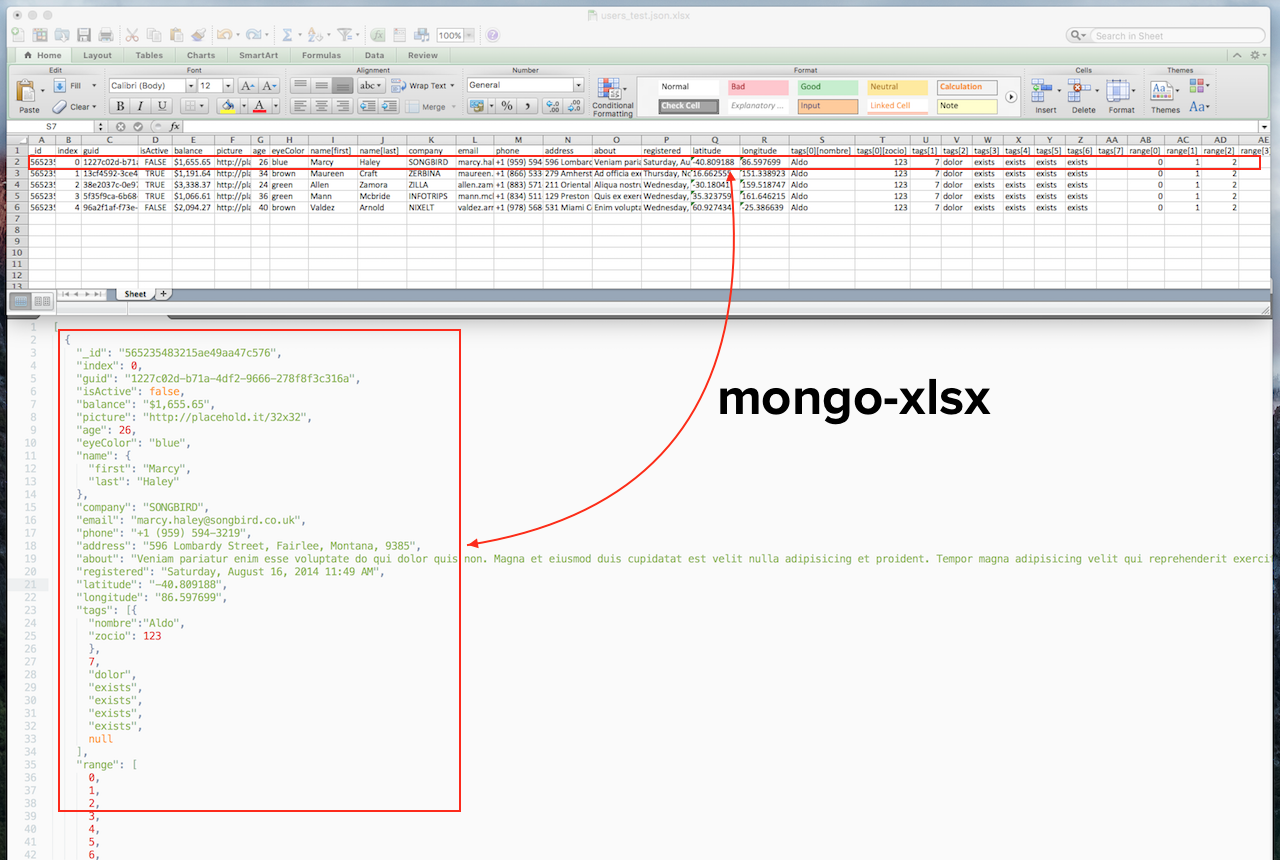 users_test.json.xlsx
100%
Search in Sheet
Home Layout Tables Charts SmartArt Formulas Data Review
Edit Font Alignment Number Format Cells Themes
Paste Fill Clear Calibri (Body) 12 A A abc Wrap Text General Conditional Formatting Normal Bad Good Neutral Calculation Insert Delete Format Themes Aa
B I U A Merge % Check Cell Explanatory ... Input Linked Cell Note
S7 fx
A B C D E F G H I J K L M N O P Q R S T U V W X Y Z AA AB AC AD AE
1 _id index guid isActive balance picture age eyeColor name[first] name[last] company email phone address about registered latitude longitude tags[0][nombre] tags[0][zocio] tags[1] tags[2] tags[3] tags[4] tags[5] tags[6] tags[7] range[0] range[1] range[2] range[3]
2 565235 0 1227c02d-b71a FALSE $1,655.65 http://pla 26 blue Marcy Haley SONGBIRD marcy.hal +1 (959) 594 596 Lombard Veniam paria Saturday, Au -40.809188 86.597699 Aldo 123 7 dolor exists exists exists exists 0 1 2
3 565235 1 13cf4592-3ce4 TRUE $1,191.64 http://pla 34 brown Maureen Craft ZERBINA maureen. +1 (866) 533 279 Amherst Ad officia exe Thursday, No 16.662555 151.338923 Aldo 123 7 dolor exists exists exists exists 0 1 2
4 565235 2 38e2037c-0e97 TRUE $3,338.37 http://pla 24 green Allen Zamora ZILLA allen.zam +1 (883) 571 211 Oriental Aliqua nostru Wednesday, -30.18041 159.518747 Aldo 123 7 dolor exists exists exists exists 0 1 2
5 565235 3 5f35f9ca-6b68 TRUE $1,066.61 http://pla 36 green Mann Mcbride INFOTRIPS mann.mcl +1 (834) 511 129 Preston Quis ex exer Wednesday, 35.323759 161.646215 Aldo 123 7 dolor exists exists exists exists 0 1 2
6 565235 4 96a2f1af-f73e- FALSE $2,094.27 http://pla 40 brown Valdez Arnold NIXELT valdez.arr +1 (978) 568 531 Miami C Enim volupta Wednesday, 60.927434 -25.386639 Aldo 123 7 dolor exists exists exists exists 0 1 2
7
8
9
10
11
12
13
Sheet +
1 [
2 {
3 "_id": "565235483215ae49aa47c576",
4 "index": 0,
5 "guid": "1227c02d-b71a-4df2-9666-278f8f3c316a",
6 "isActive": false,
7 "balance": "$1,655.65",
8 "picture": "http://placehold.it/32x32",
9 "age": 26,
10 "eyeColor": "blue",
11 "name": {
12 "first": "Marcy",
13 "last": "Haley"
14 },
15 "company": "SONGBIRD",
16 "email": "marcy.haley@songbird.co.uk",
17 "phone": "+1 (959) 594-3219",
18 "address": "596 Lombardy Street, Fairlee, Montana, 9385",
19 "about": "Veniam pariatur enim esse voluptate do qui dolor quis non. Magna et eiusmod duis cupidatat est velit nulla adipisicing et proident. Tempor magna adipisicing velit qui reprehenderit exercit
20 "registered": "Saturday, August 16, 2014 11:49 AM",
21 "latitude": "-40.809188",
22 "longitude": "86.597699",
23 "tags": [{
24 "nombre":"Aldo",
25 "zocio": 123
26 },
27 7,
28 "dolor",
29 "exists",
30 "exists",
31 "exists",
32 "exists",
33 null
34 ],
35 "range": [
36 0,
37 1,
38 2,
39 3,
40 4,
41 5,
42 6,
mongo-xlsx